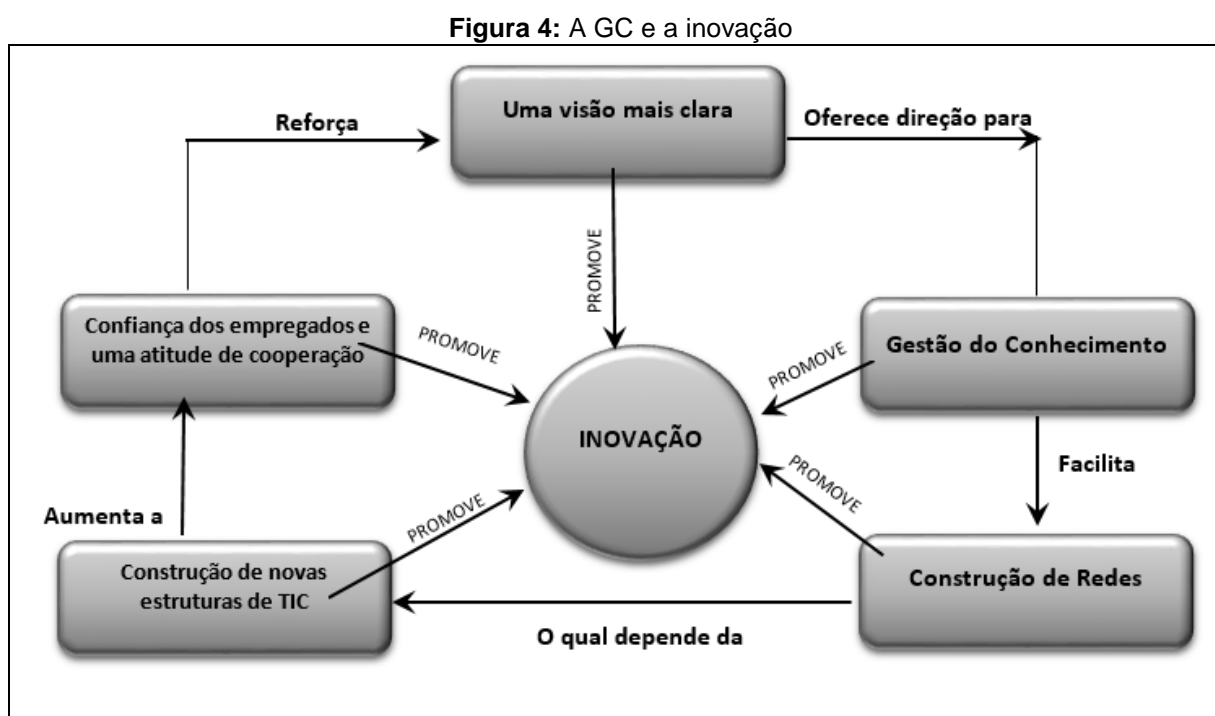 Figura 4: A GC e a inovação
Uma visão mais clara
Reforça
Oferece direção para
PROMOVE
Confiança dos empregados e
uma atitude de cooperação
PROMOVE
Gestão do Conhecimento
PROMOVE
INOVAÇÃO
Facilita
PROMOVE
Aumenta a
PROMOVE
Construção de novas
estruturas de TIC
Construção de Redes
O qual depende da